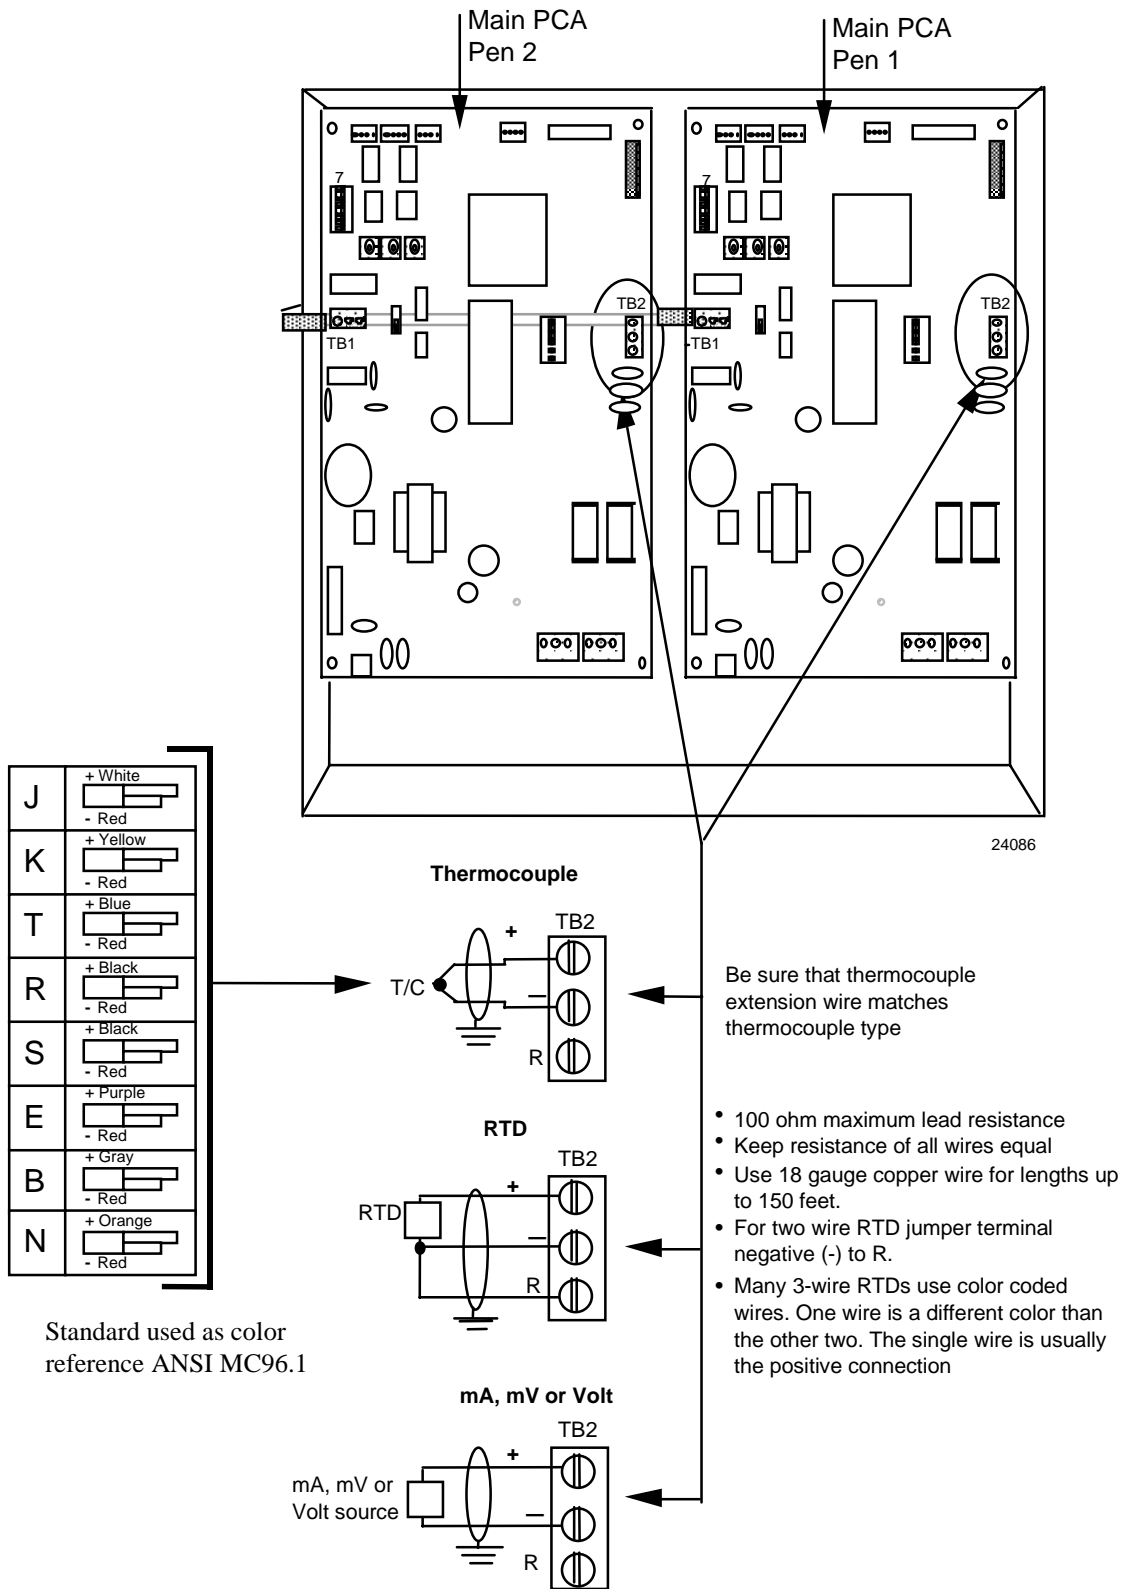 Main PCA
Pen 2
Main PCA
Pen 1
7
7
TB2
TB2
TB1
-TB1
24086
J
+ White
- Red
K
+ Yellow
- Red
T
+ Blue
- Red
R
+ Black
- Red
S
+ Black
- Red
E
+ Purple
- Red
B
+ Gray
- Red
N
+ Orange
- Red
Standard used as color
reference ANSI MC96.1
Thermocouple
+
TB2
T/C
–
R
Be sure that thermocouple
extension wire matches
thermocouple type
RTD
TB2
+
RTD
–
R
• 100 ohm maximum lead resistance
• Keep resistance of all wires equal
• Use 18 gauge copper wire for lengths up
to 150 feet.
• For two wire RTD jumper terminal
negative (-) to R.
• Many 3-wire RTDs use color coded
wires. One wire is a different color than
the other two. The single wire is usually
the positive connection
mA, mV or Volt
TB2
+
mA, mV or
Volt source
–
R